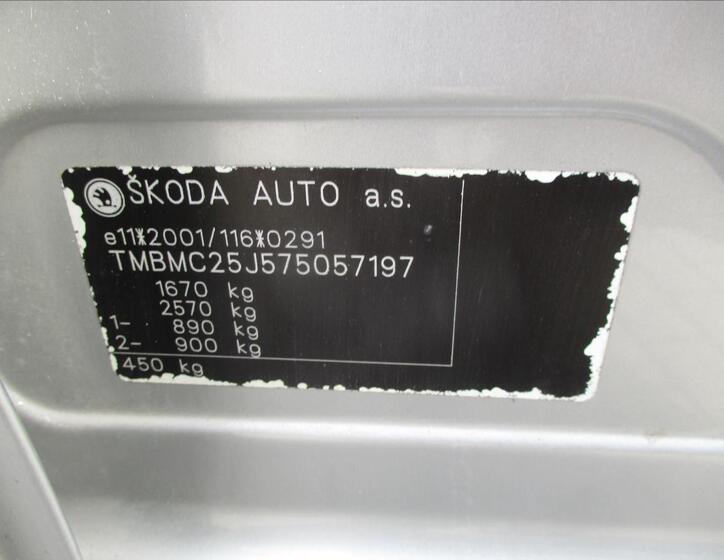 ŠKODA AUTO a.s.
e11*2001/116*0291
TMBMC25J575057197
1670 kg
2570 kg
1- 890 kg
2- 900 kg
450 kg